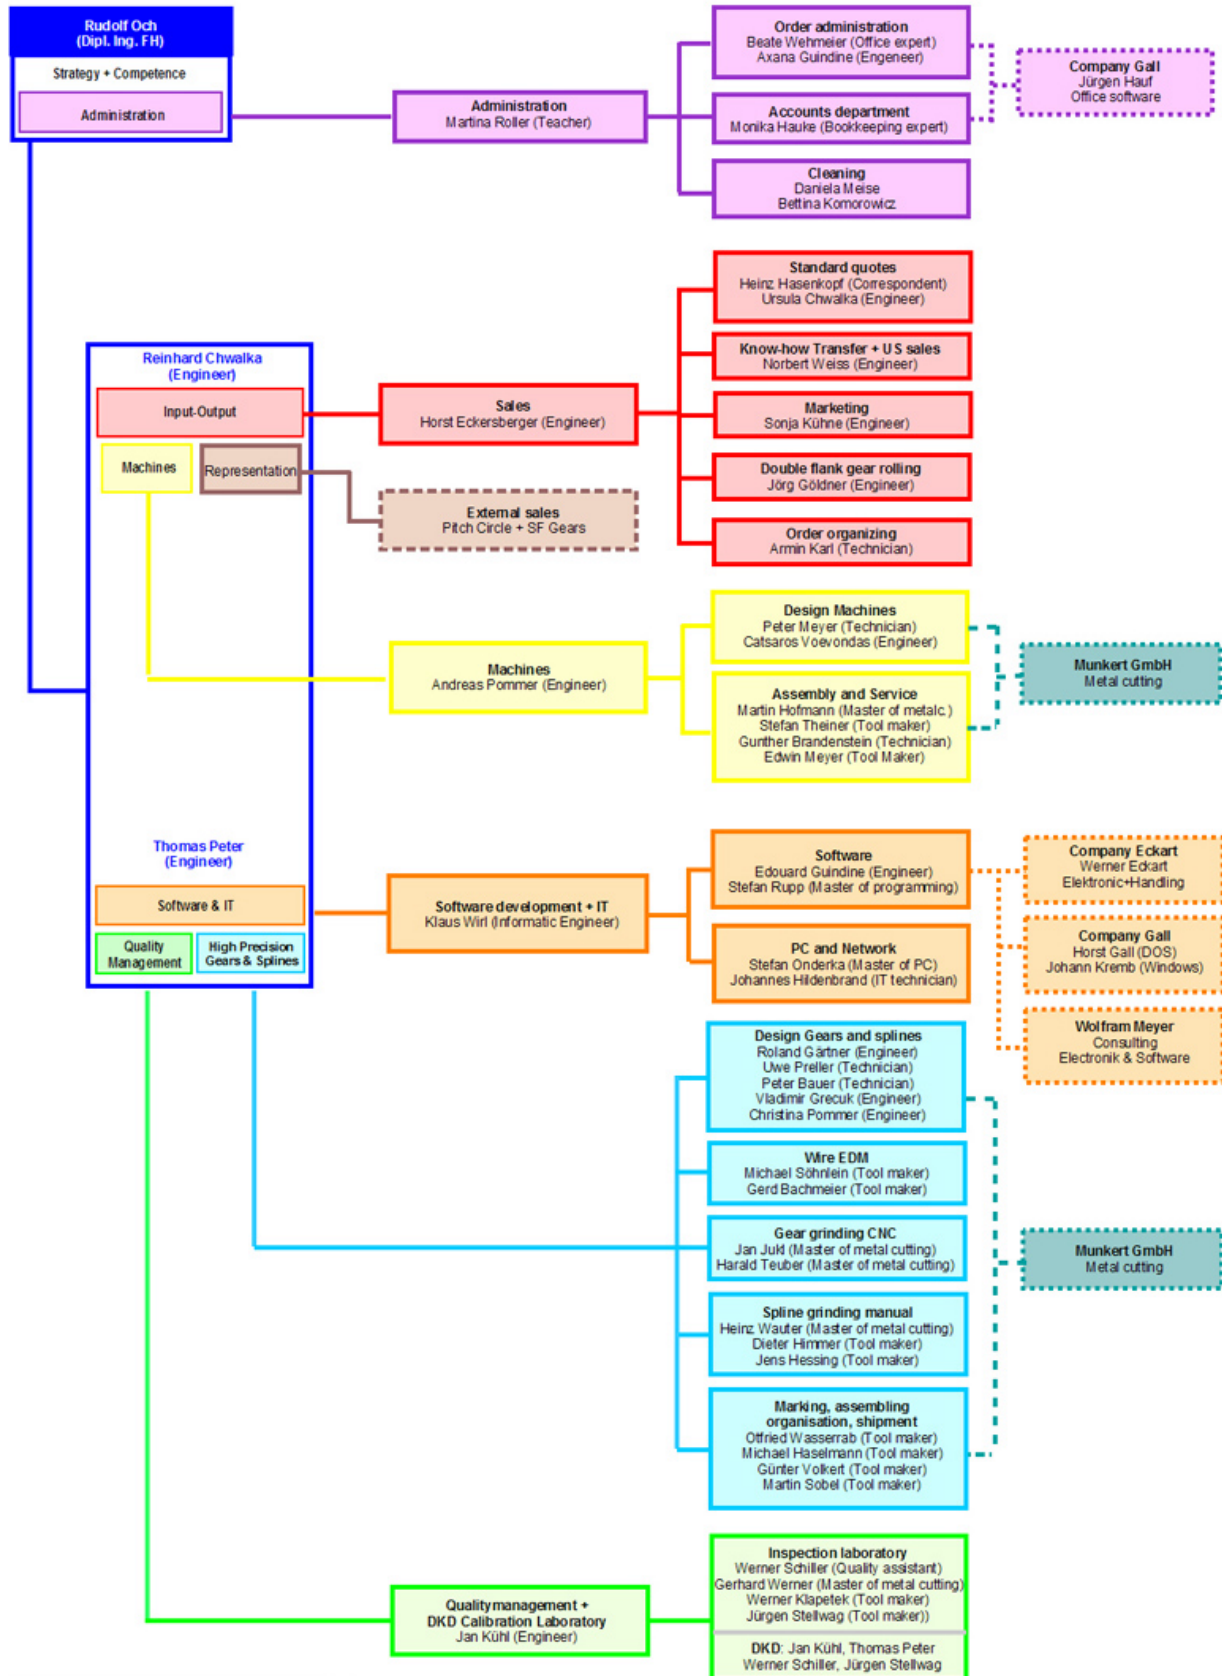 Rudolf Och
(Dipl. Ing. FH)
Strategy + Competence
Administration
Administration
Martina Roller (Teacher)
Order administration
Beate Wehmeier (Office expert)
Axana Guindine (Engeneer)
Accounts department
Monika Hauke (Bookkeeping expert)
Cleaning
Daniela Meise
Bettina Komorowicz
Company Gall
Jürgen Hauf
Office software
Reinhard Chwalka
(Engineer)
Input-Output
Machines
Representation
Sales
Horst Eckersberger (Engineer)
External sales
Pitch Circle + SF Gears
Standard quotes
Heinz Hasenkopf (Correspondent)
Ursula Chwalka (Engineer)
Know-how Transfer + US sales
Norbert Weiss (Engineer)
Marketing
Sonja Kühne (Engineer)
Double flank gear rolling
Jörg Göldner (Engineer)
Order organizing
Armin Karl (Technician)
Machines
Andreas Pommer (Engineer)
Design Machines
Peter Meyer (Technician)
Catsaros Voevondas (Engineer)
Assembly and Service
Martin Hofmann (Master of metalc.)
Stefan Theiner (Tool maker)
Gunther Brandenstein (Technician)
Edwin Meyer (Tool Maker)
Munkert GmbH
Metal cutting
Thomas Peter
(Engineer)
Software & IT
Quality
Management
High Precision
Gears & Splines
Software development + IT
Klaus Wirl (Informatic Engineer)
Software
Edouard Guindine (Engineer)
Stefan Rupp (Master of programming)
PC and Network
Stefan Onderka (Master of PC)
Johannes Hildenbrand (IT technician)
Company Eckart
Werner Eckart
Elektronic+Handling
Company Gall
Horst Gall (DOS)
Johann Kremb (Windows)
Wolfram Meyer
Consulting
Electronik & Software
Design Gears and splines
Roland Gärtner (Engineer)
Uwe Preller (Technician)
Peter Bauer (Technician)
Vladimir Grecuk (Engineer)
Christina Pommer (Engineer)
Wire EDM
Michael Söhnlein (Tool maker)
Gerd Bachmeier (Tool maker)
Gear grinding CNC
Jan Jukl (Master of metal cutting)
Harald Teuber (Master of metal cutting)
Spline grinding manual
Heinz Wauter (Master of metal cutting)
Dieter Himmer (Tool maker)
Jens Hessing (Tool maker)
Marking, assembling
organisation, shipment
Otfried Wasserrab (Tool maker)
Michael Haselmann (Tool maker)
Günter Volkert (Tool maker)
Martin Sobel (Tool maker)
Munkert GmbH
Metal cutting
Qualitymanagement +
DKD Calibration Laboratory
Jan Kühl (Engineer)
Inspection laboratory
Werner Schiller (Quality assistant)
Gerhard Werner (Master of metal cutting)
Werner Klapetek (Tool maker)
Jürgen Stellwag (Tool maker))
DKD: Jan Kühl, Thomas Peter
Werner Schiller, Jürgen Stellwag